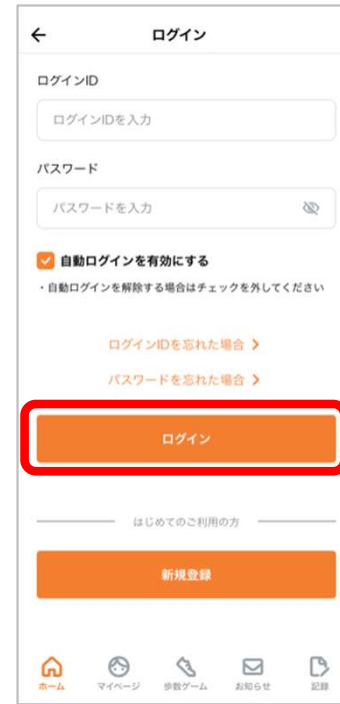 ログイン
ログインID
ログインIDを入力
パスワード
パスワードを入力
自動ログインを有効にする
・自動ログインを解除する場合はチェックを外してください
ログインIDを忘れた場合
パスワードを忘れた場合
ログイン
はじめてのご利用の方
新規登録
ホーム マイページ 歩数ゲーム お知らせ 記録